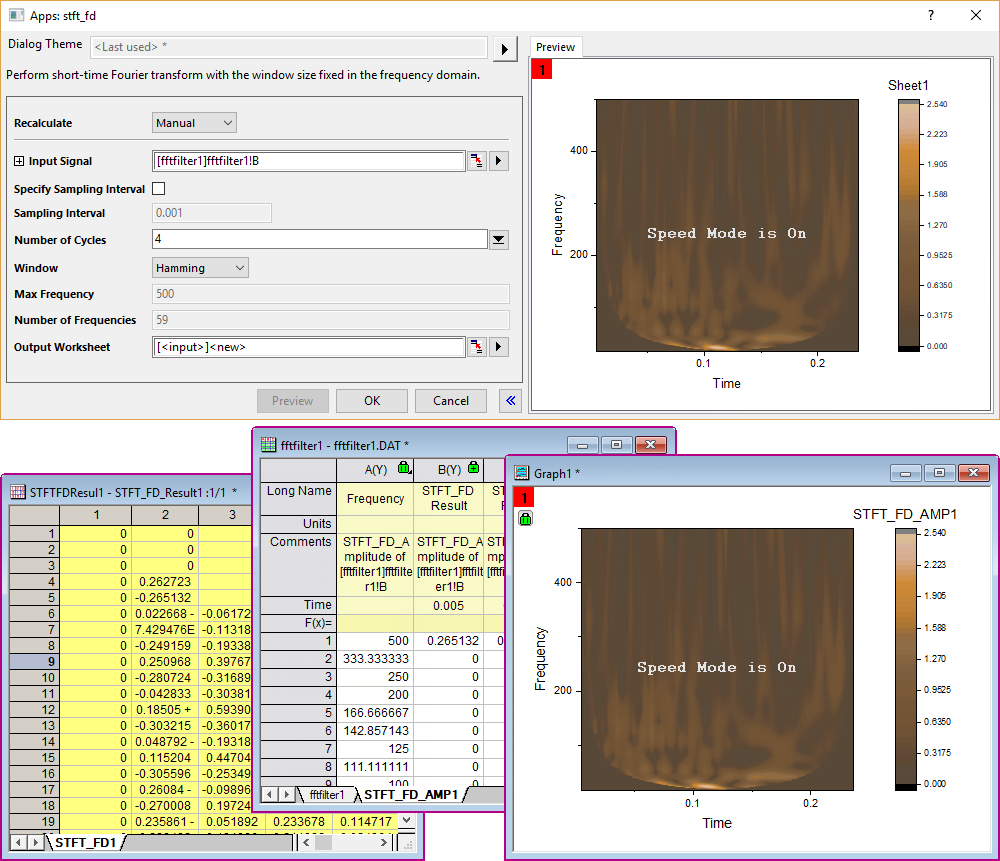 Apps: stft_fd
?
Dialog Theme
<Last used> *
Perform short-time Fourier transform with the window size fixed in the frequency domain.
Recalculate
Manual
Input Signal
[fftfilter1]fftfilter1!B
Specify Sampling Interval
Sampling Interval
0.001
Number of Cycles
4
Window
Hamming
Max Frequency
500
Number of Frequencies
59
Output Worksheet
[<input>]<new>
Preview
OK
Cancel
Preview
1
Sheet1
400
200
Frequency
Speed Mode is On
0.1
0.2
Time
2.540
2.223
1.905
1.588
1.270
0.9525
0.6350
0.3175
0.000
STFTFDResul1 - STFT_FD_Result1 :1/1 *
1 2 3
1 0 0
2 0 0
3 0 0
4 0 0.262723
5 0 -0.265132
6 0 0.022668 - -0.06172
7 0 7.429476E -0.11318
8 0 -0.249159 -0.19338
9 0 0.250968 0.39767
10 0 -0.280724 -0.31689
11 0 -0.042833 -0.30381
12 0 0.18505 + 0.59390
13 0 -0.303215 -0.36017
14 0 0.048792 - -0.19318
15 0 0.115204 0.44704
16 0 -0.305596 -0.25349
17 0 0.26084 - -0.09896
18 0 -0.270008 0.19724
19 0 0.235861 - 0.051892 0.233678 0.114717
STFT_FD1
fftfilter1 - fftfilter1.DAT *
A(Y) B(Y)
Long Name Frequency STFT_FD
Result
Units
Comments STFT_FD_A STFT_FD_A STF
mplitude of mplitude of mp
[fftfilter1]fftfilte [fftfilter1]fftfilt [fft
r1!B er1!B
Time 0.005
F(x)=
1 500 0.265132 0
2 333.333333 0
3 250 0
4 200 0
5 166.666667 0
6 142.857143 0
7 125 0
8 111.111111 0
9 100 0
fftfilter1 STFT_FD_AMP1
Graph1 *
1
STFT_FD_AMP1
400
200
Frequency
Speed Mode is On
0.1
0.2
Time
2.540
2.223
1.905
1.588
1.270
0.9525
0.6350
0.3175
0.000